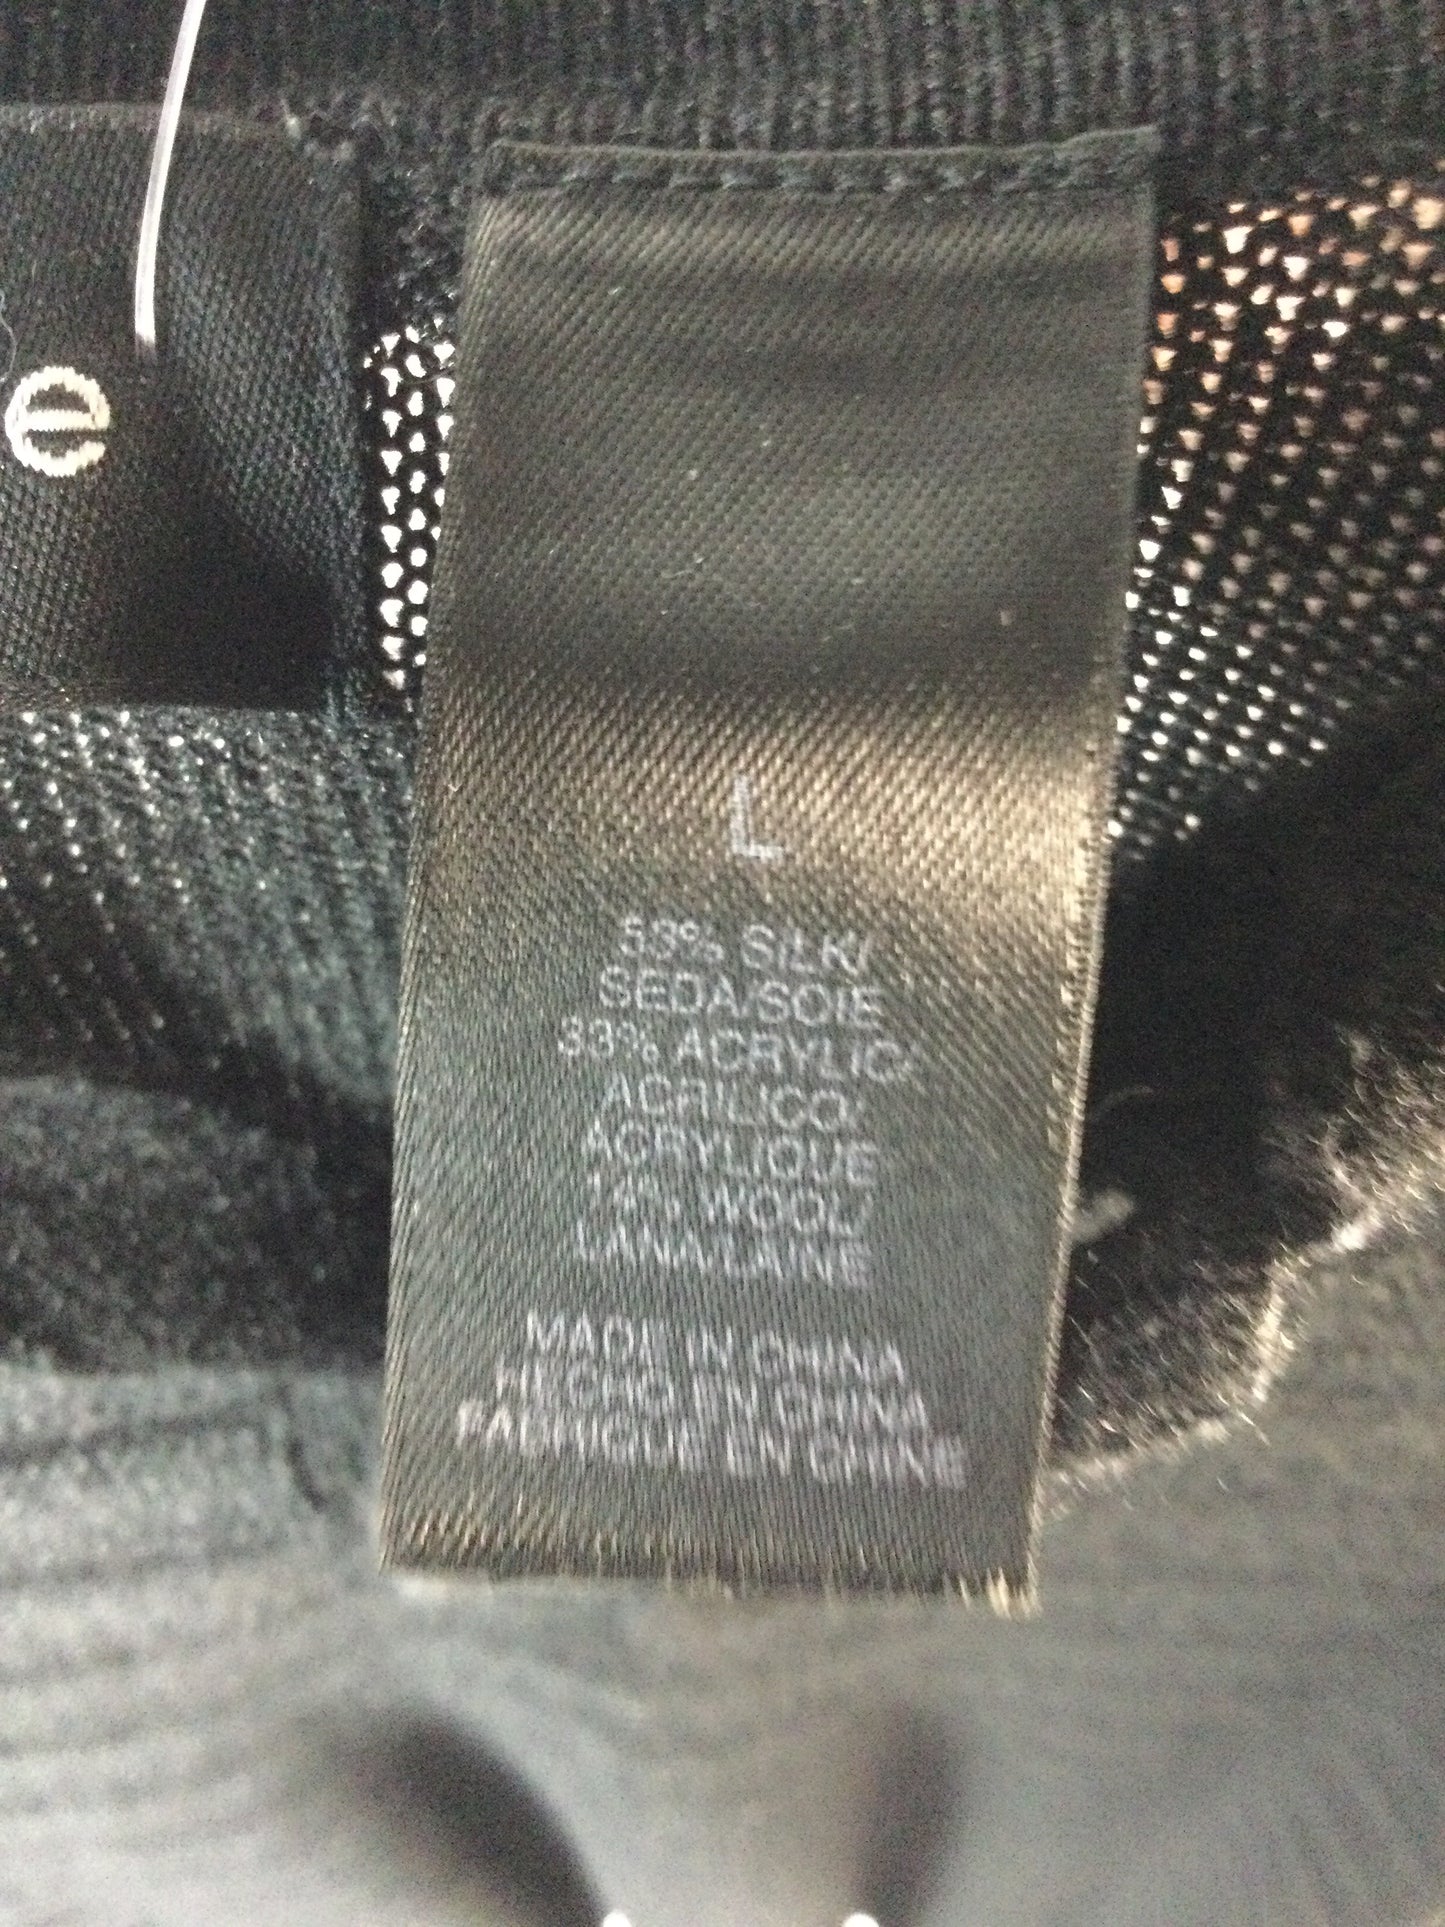 e
L
53% SILK/
SEDA/SOIE
33% ACRYLIC/
ACRILICO/
ACRYLIQUE
14% WOOL/
LANA/LAINE
MADE IN CHINA
HECHO EN CHINA
FABRIQUE EN CHINE